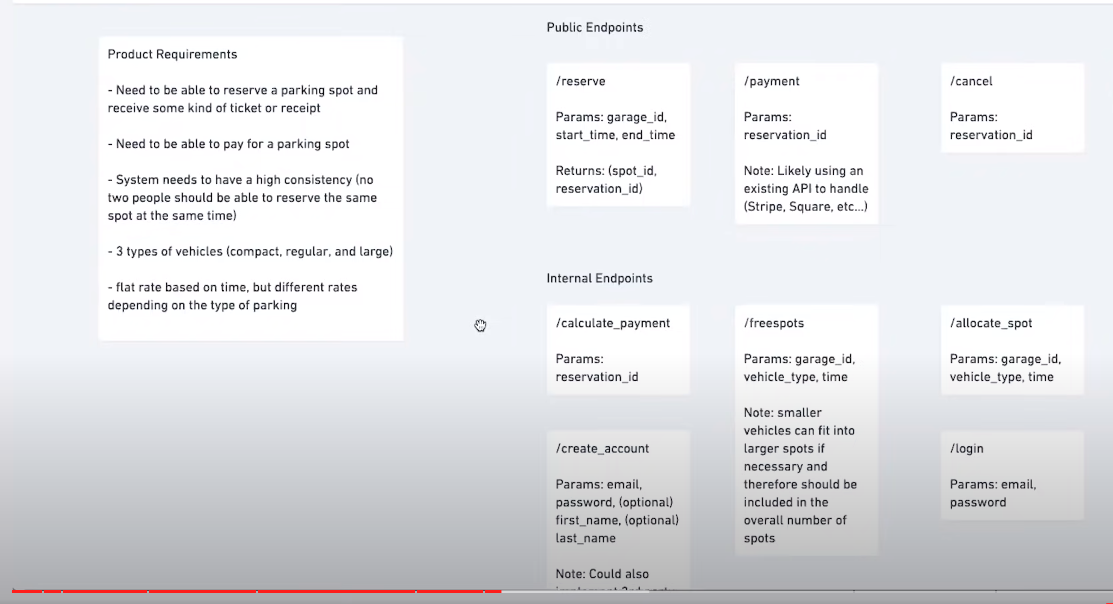 Public Endpoints
Product Requirements
- Need to be able to reserve a parking spot and
receive some kind of ticket or receipt
- Need to be able to pay for a parking spot
- System needs to have a high consistency (no
two people should be able to reserve the same
spot at the same time)
- 3 types of vehicles (compact, regular, and large)
- flat rate based on time, but different rates
depending on the type of parking
/reserve
Params: garage_id,
start_time, end_time
Returns: (spot_id,
reservation_id)
/payment
Params:
reservation_id
Note: Likely using an
existing API to handle
(Stripe, Square, etc...)
/cancel
Params:
reservation_id
Internal Endpoints
/calculate_payment
Params:
reservation_id
/freespots
Params: garage_id,
vehicle_type, time
Note: smaller
vehicles can fit into
larger spots if
necessary and
therefore should be
included in the
overall number of
spots
/allocate_spot
Params: garage_id,
vehicle_type, time
/create_account
Params: email,
password, (optional)
first_name, (optional)
last_name
Note: Could also
/login
Params: email,
password